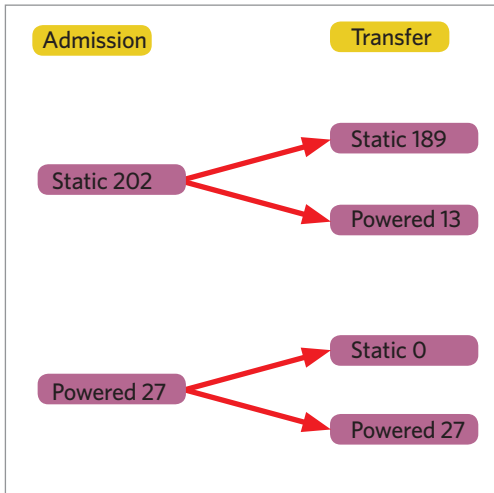 Admission
Transfer
Static 202
Static 189
Powered 13
Powered 27
Static 0
Powered 27